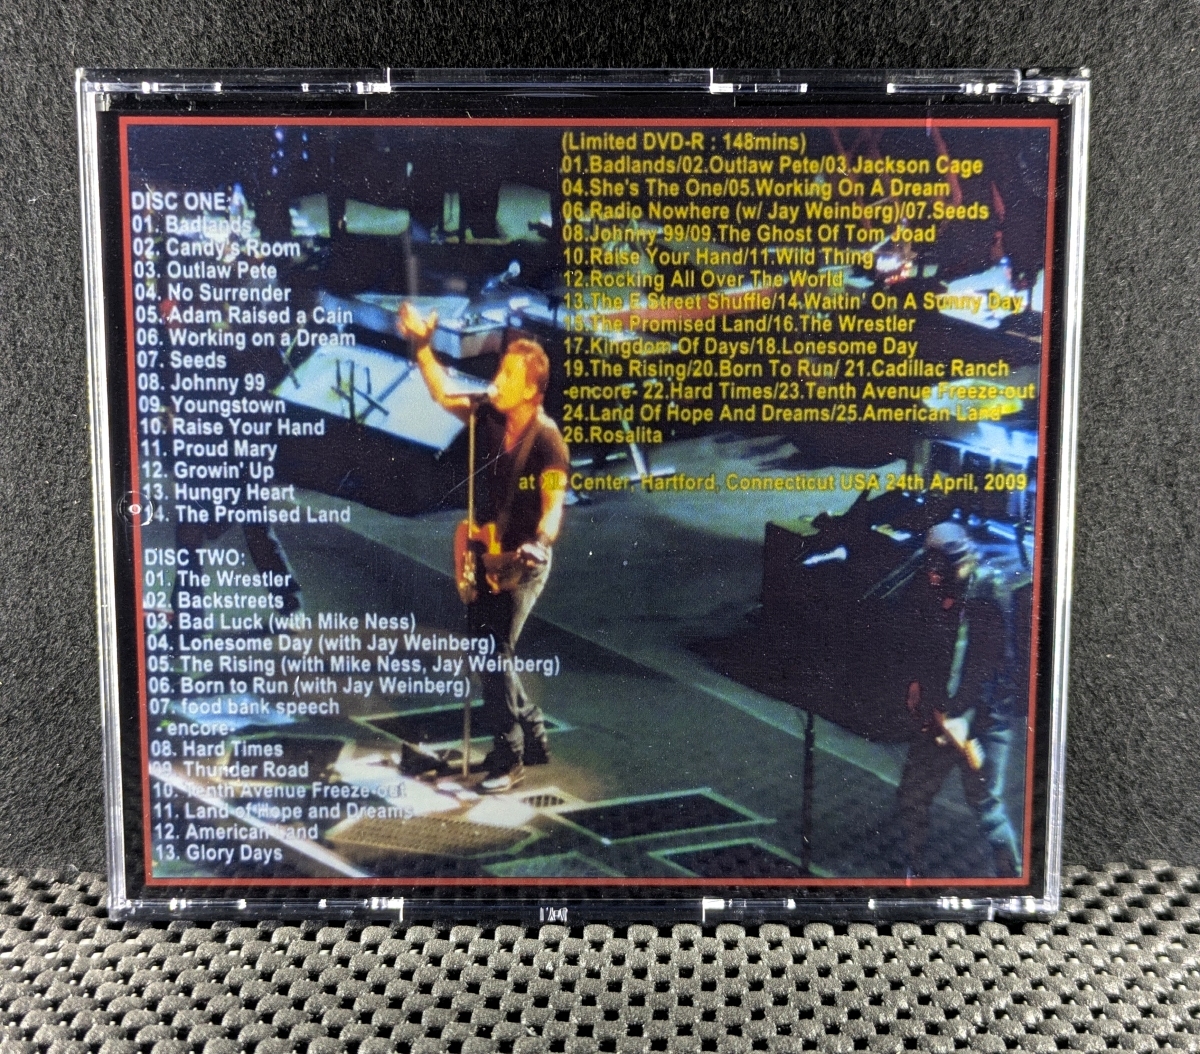 DISC ONE:
01. Badlands
02. Candy's Room
03. Outlaw Pete
04. No Surrender
05. Adam Raised a Cain
06. Working on a Dream
07. Seeds
08. Johnny 99
09. Youngstown
10. Raise Your Hand
11. Proud Mary
12. Growin' Up
13. Hungry Heart
14. The Promised Land
DISC TWO:
01. The Wrestler
02. Backstreets
03. Bad Luck (with Mike Ness)
04. Lonesome Day (with Jay Weinberg)
05. The Rising (with Mike Ness, Jay Weinberg)
06. Born to Run (with Jay Weinberg)
07. food bank speech
- encore-
08. Hard Times
09. Thunder Road
10. Tenth Avenue Freeze-out
11. Land of Hope and Dreams
12. American Land
13. Glory Days
(Limited DVD-R : 148mins)
01.Badlands/02.Outlaw Pete/03.Jackson Cage
04.She's The One/05.Working On A Dream
06.Radio Nowhere (w/ Jay Weinberg)/07.Seeds
08.Johnny 99/09.The Ghost Of Tom Joad
10.Raise Your Hand/11.Wild Thing
12.Rocking All Over The World
13.The E Street Shuffle/14.Waitin' On A Sunny Day
15.The Promised Land/16.The Wrestler
17.Kingdom Of Days/18.Lonesome Day
19.The Rising/20.Born To Run/ 21.Cadillac Ranch
-encore- 22.Hard Times/23.Tenth Avenue Freeze-out
24.Land Of Hope And Dreams/25.American Land
26.Rosalita
at XL Center, Hartford, Connecticut USA 24th April, 2009